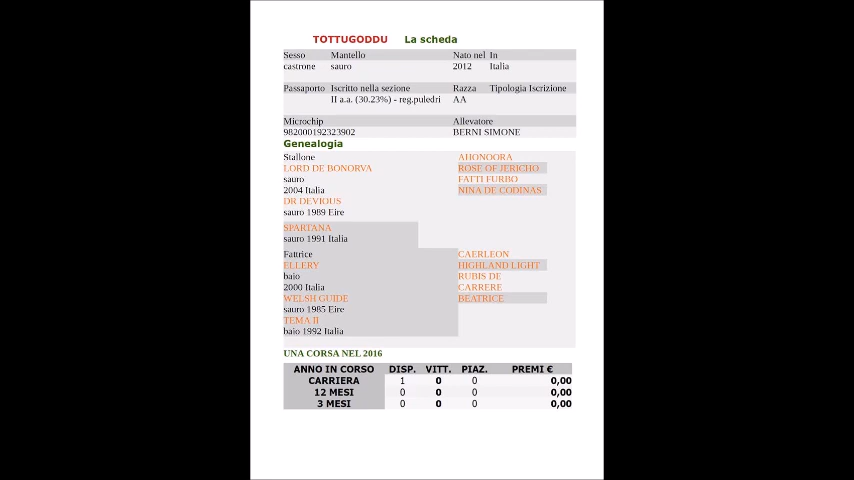 TOTTUGODDU La scheda
Sesso Mantello Nato nel In
castrone sauro 2012 Italia
Passaporto Iscritto nella sezione Razza Tipologia Iscrizione
II a.a. (30.23%) - reg.puledri AA
Microchip Allevatore
982000192323902 BERNI SIMONE
Genealogia
Stallone AHONOORA
LORD DE BONORVA ROSE OF JERICHO
sauro FATTI FURBO
2004 Italia NINA DE CODINAS
DR DEVIOUS
sauro 1989 Eire
SPARTANA
sauro 1991 Italia
Fattrice CAERLEON
ELLERY HIGHLAND LIGHT
baio RUBIS DE
2000 Italia CARRERE
WELSH GUIDE BEATRICE
sauro 1985 Eire
TEMA II
baio 1992 Italia
UNA CORSA NEL 2016
ANNO IN CORSO DISP. VITT. PIAZ. PREMI €
CARRIERA 1 0 0 0,00
12 MESI 0 0 0 0,00
3 MESI 0 0 0 0,00